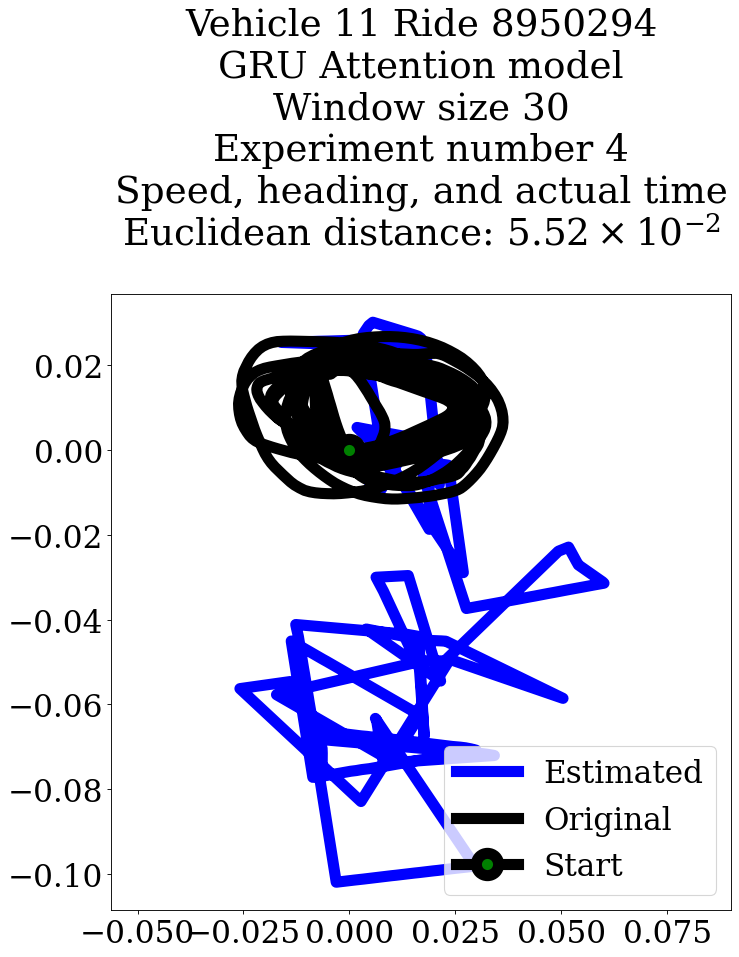 Vehicle 11 Ride 8950294
GRU Attention model
Window size 30
Experiment number 4
Speed, heading, and actual time
Euclidean distance: 5.52 × 10⁻²
0.02
0.00
−0.02
−0.04
−0.06
−0.08
−0.10
Estimated
Original
Start
−0.050 −0.025 0.000 0.025 0.050 0.075